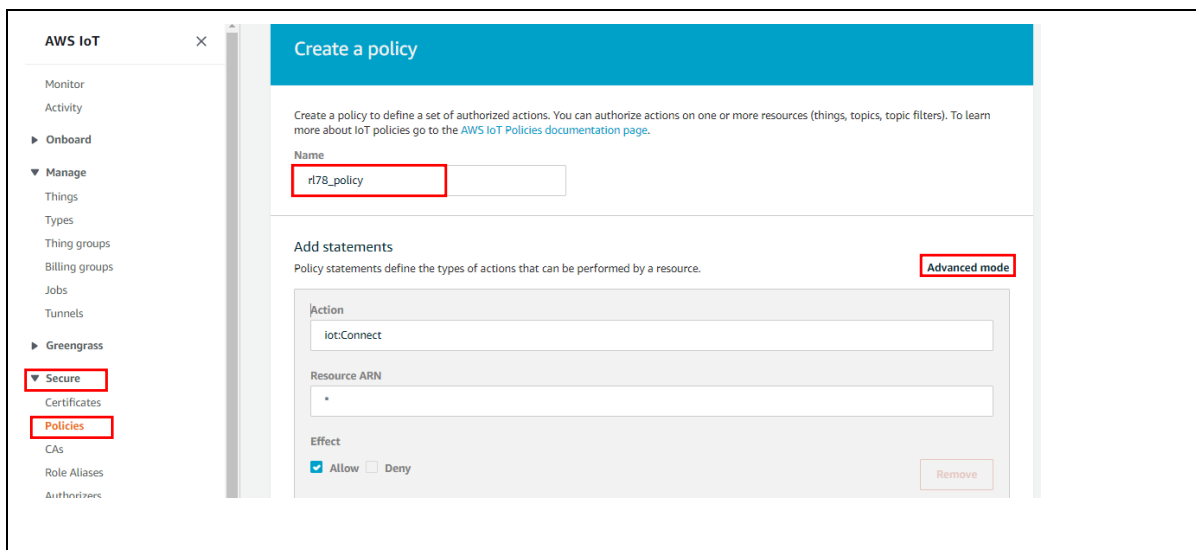 AWS IoT
Monitor
Activity
Onboard
Manage
Things
Types
Thing groups
Billing groups
Jobs
Tunnels
Greengrass
Secure
Certificates
Policies
CAs
Role Aliases
Authorizers
Create a policy
Create a policy to define a set of authorized actions. You can authorize actions on one or more resources (things, topics, topic filters). To learn
more about IoT policies go to the AWS IoT Policies documentation page.
Name
rl78_policy
Add statements
Policy statements define the types of actions that can be performed by a resource.
Advanced mode
Action
iot:Connect
Resource ARN
*
Effect
Allow Deny
Remove